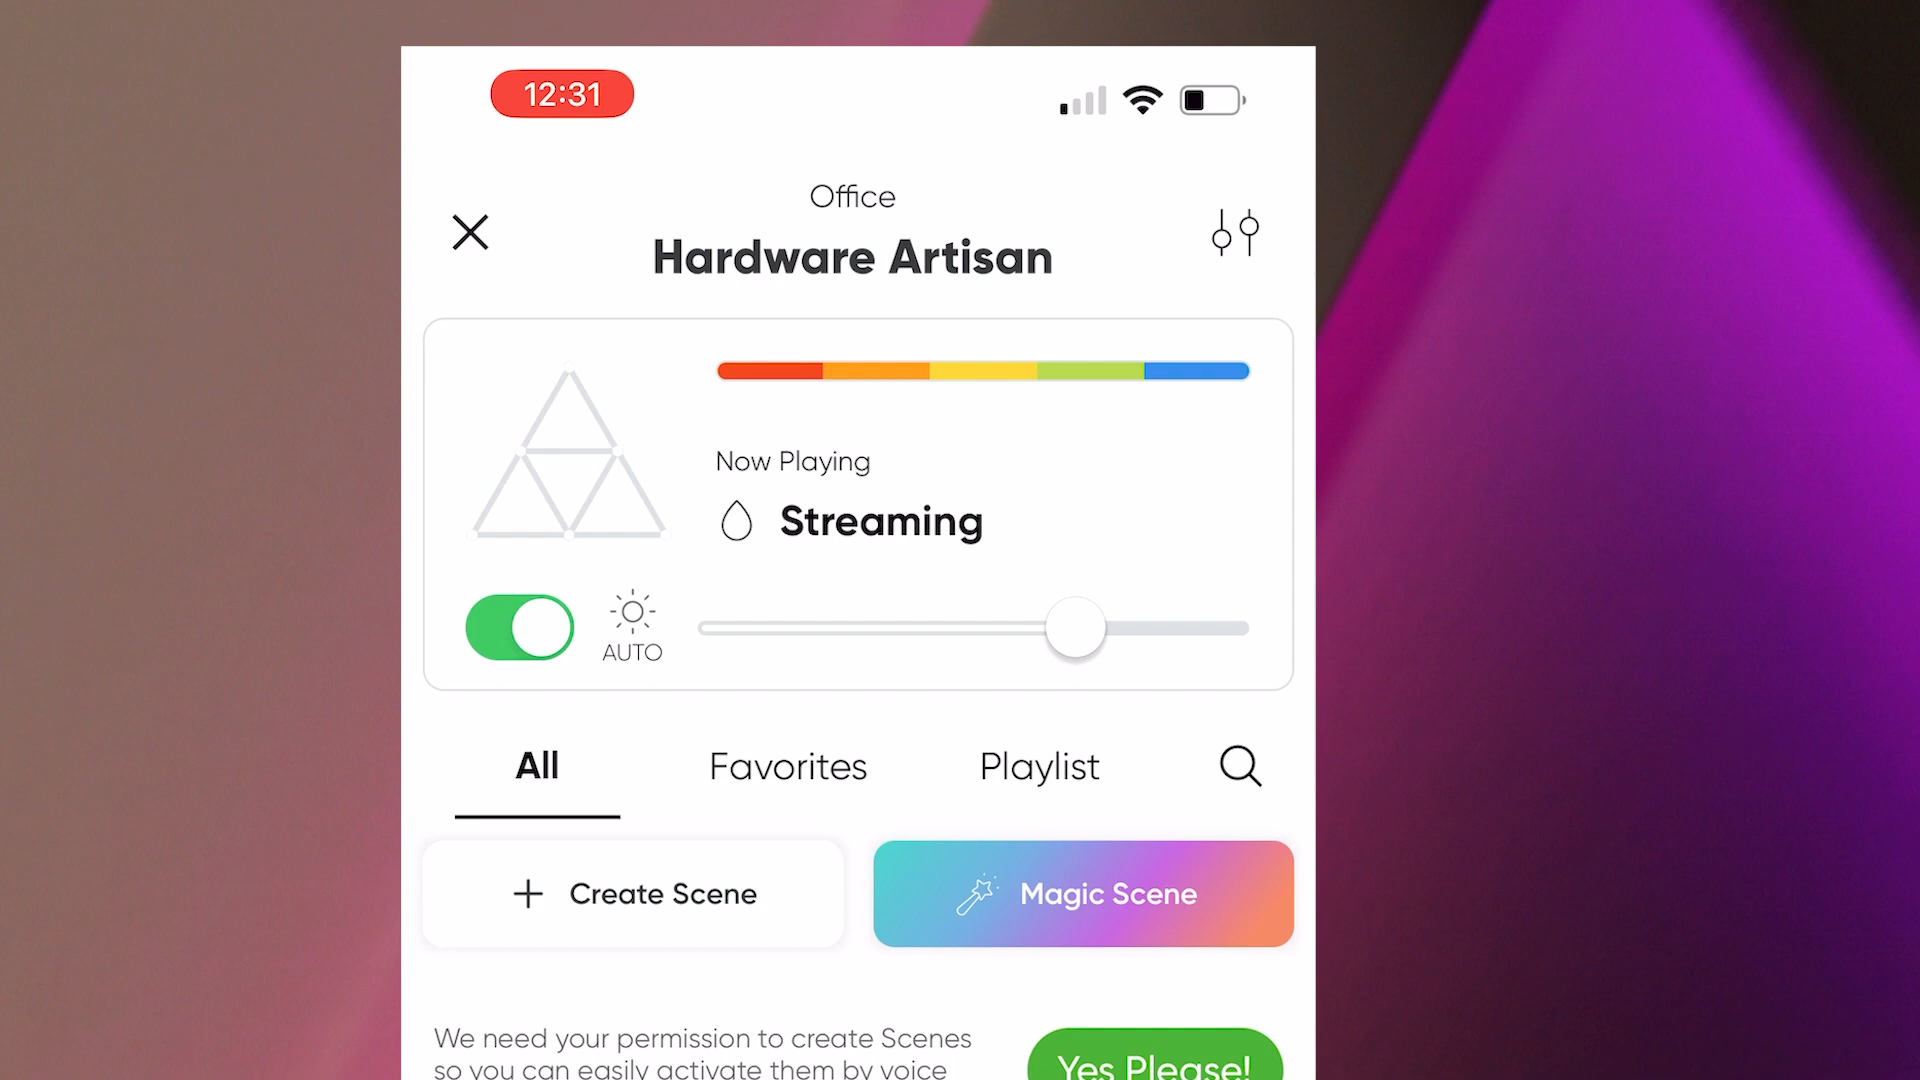 12:31
Office
Hardware Artisan
Now Playing
Streaming
AUTO
All
Favorites
Playlist
Create Scene
Magic Scene
We need your permission to create Scenes
so you can easily activate them by voice
Yes Please!